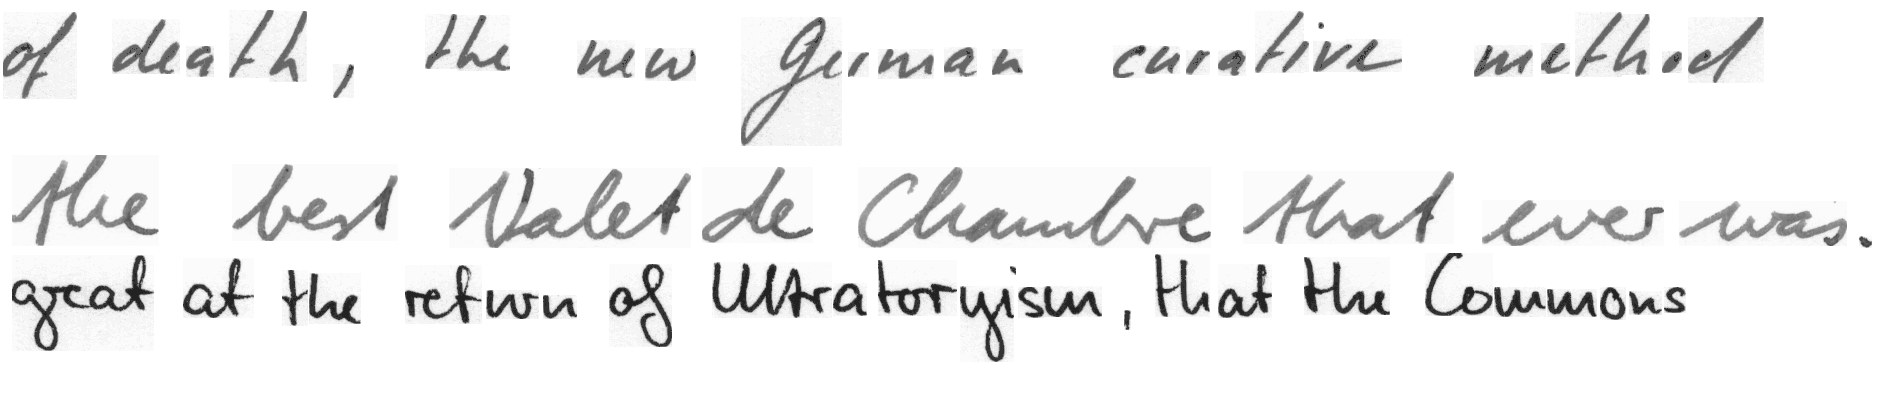 of death, the new German curative method
the best Valet de Chambre that ever was.
great at the return of Ultratoryism, that the Commons